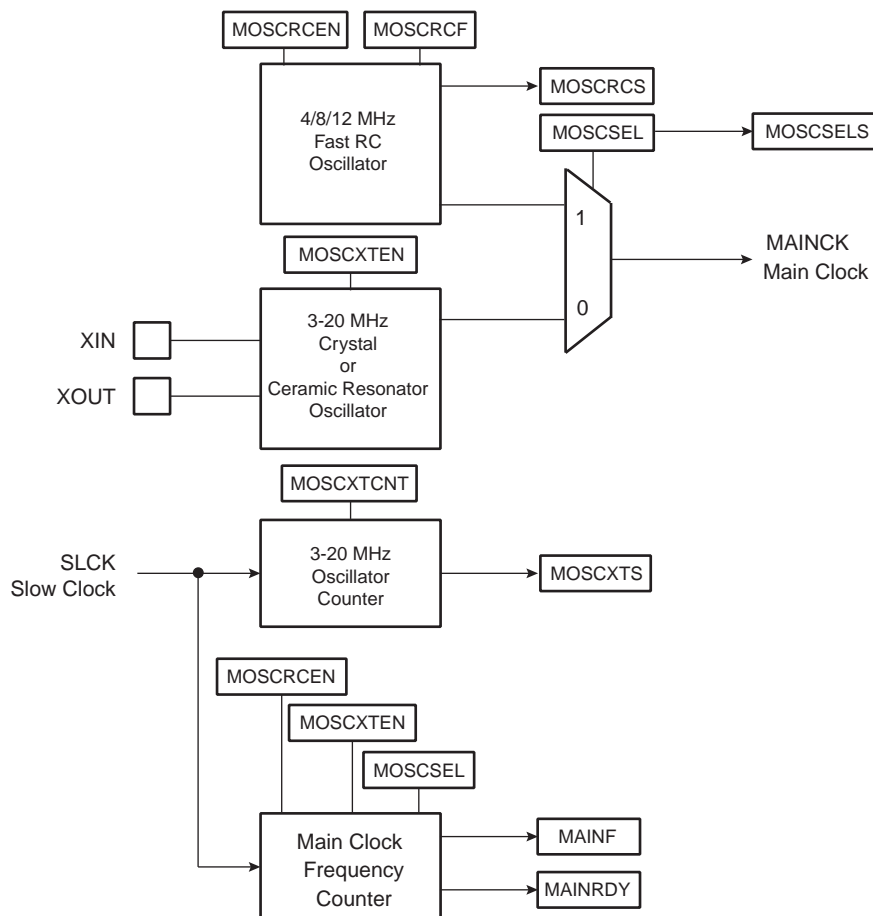 MOSCRCEN
MOSCRCF
4/8/12 MHz
Fast RC
Oscillator
MOSCRCS
MOSCSEL
MOSCSELS
1
0
MAINCK
Main Clock
MOSCXTEN
XIN
XOUT
3-20 MHz
Crystal
or
Ceramic Resonator
Oscillator
MOSCXTCNT
SLCK
Slow Clock
3-20 MHz
Oscillator
Counter
MOSCXTS
MOSCRCEN
MOSCXTEN
MOSCSEL
Main Clock
Frequency
Counter
MAINF
MAINRDY